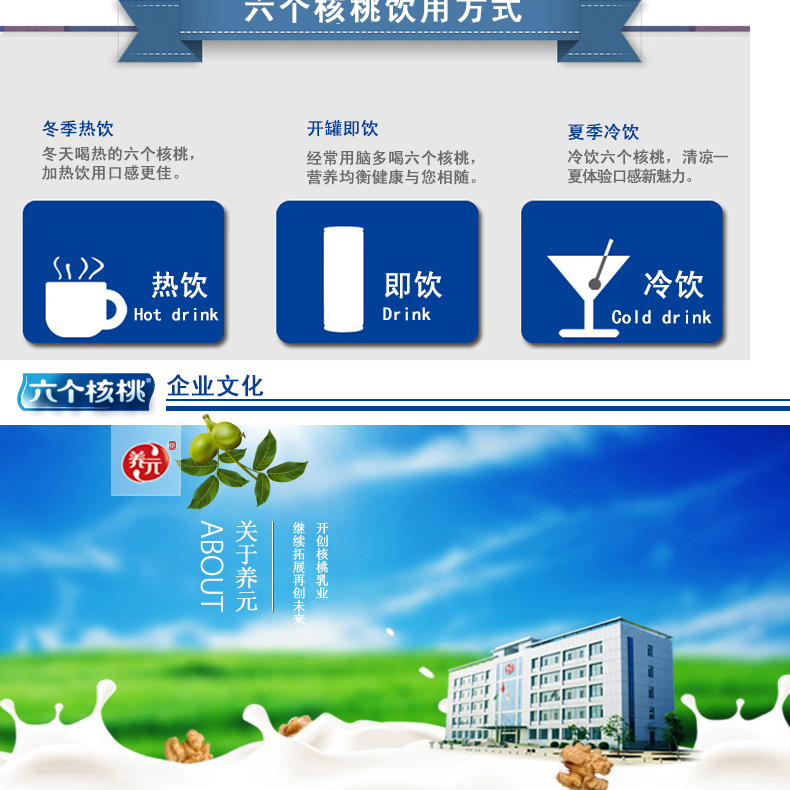 六个核桃饮用方式
冬季热饮
冬天喝热的六个核桃，
加热饮用口感更佳。
开罐即饮
经常用脑多喝六个核桃，
营养均衡健康与您相随。
夏季冷饮
冷饮六个核桃，清凉一
夏体验口感新魅力。
热饮
Hot drink
即饮
Drink
冷饮
Cold drink
六个核桃
企业文化
养元
关于养元
ABOUT
开创核桃乳业
继续拓展再创未来